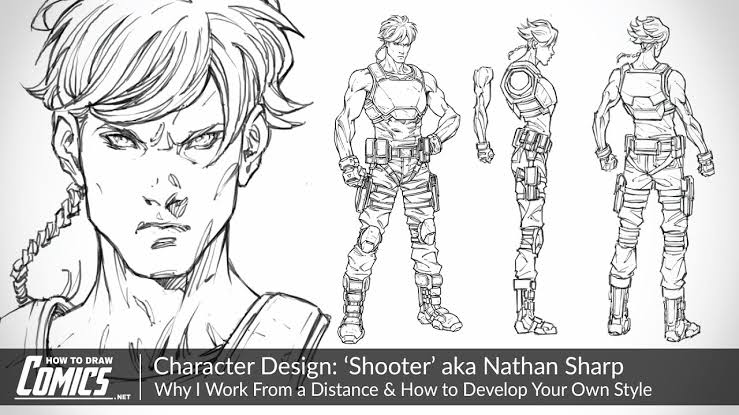 HOW TO DRAW
COMICS
.NET
Character Design: ‘Shooter’ aka Nathan Sharp
Why I Work From a Distance & How to Develop Your Own Style